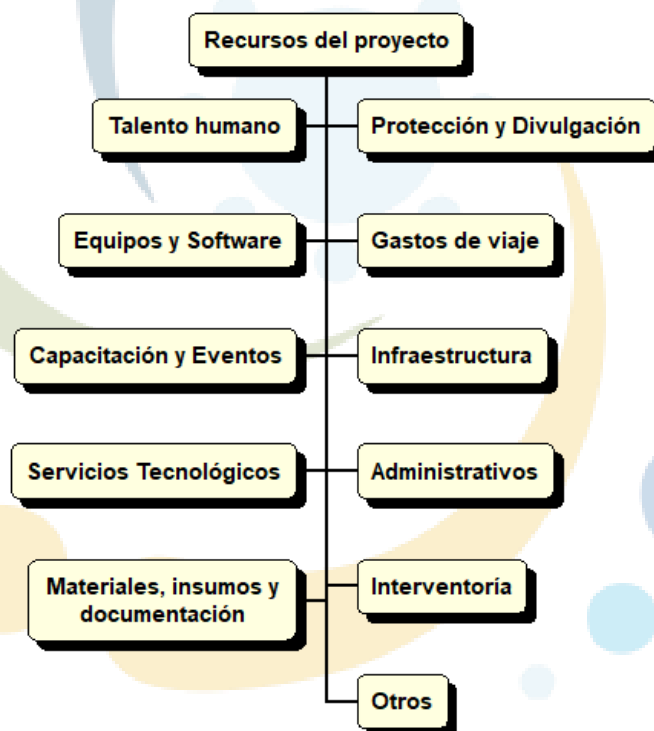 Recursos del proyecto
Talento humano
Protección y Divulgación
Equipos y Software
Gastos de viaje
Capacitación y Eventos
Infraestructura
Servicios Tecnológicos
Administrativos
Materiales, insumos y
documentación
Interventoría
Otros